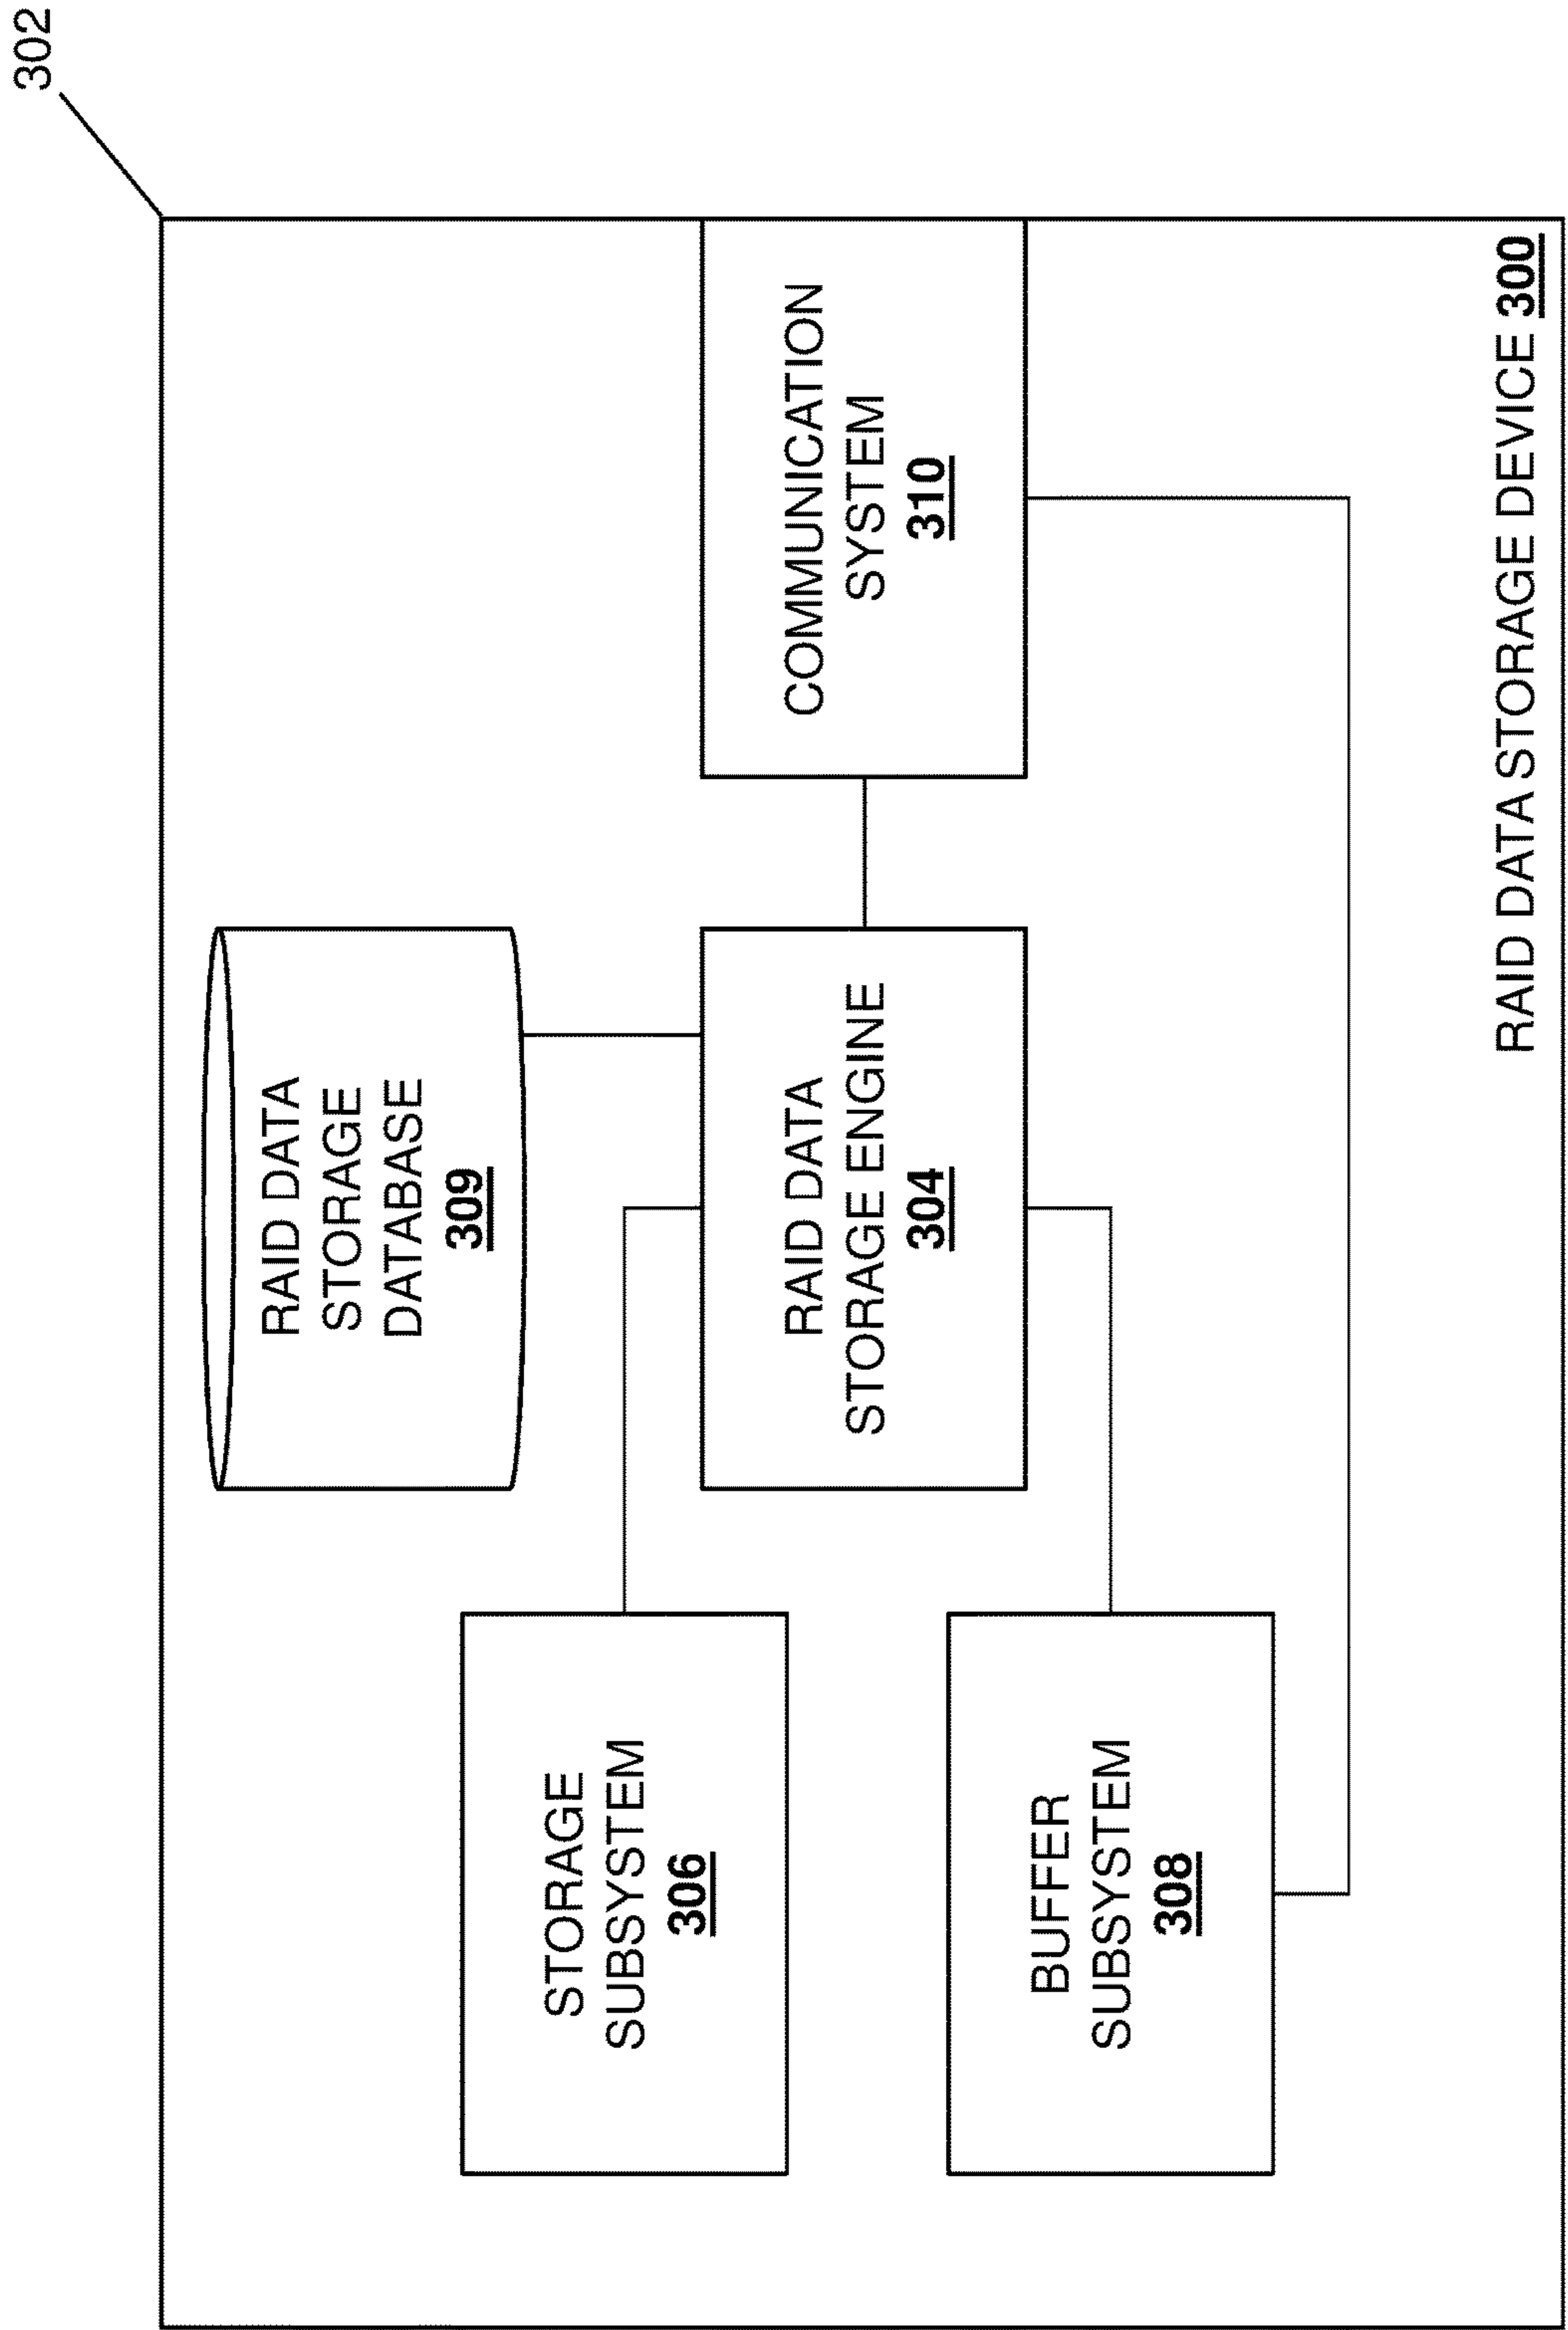 302
RAID DATA
STORAGE
DATABASE
309
STORAGE
SUBSYSTEM
306
RAID DATA
STORAGE ENGINE
304
COMMUNICATION
SYSTEM
310
BUFFER
SUBSYSTEM
308
RAID DATA STORAGE DEVICE 300